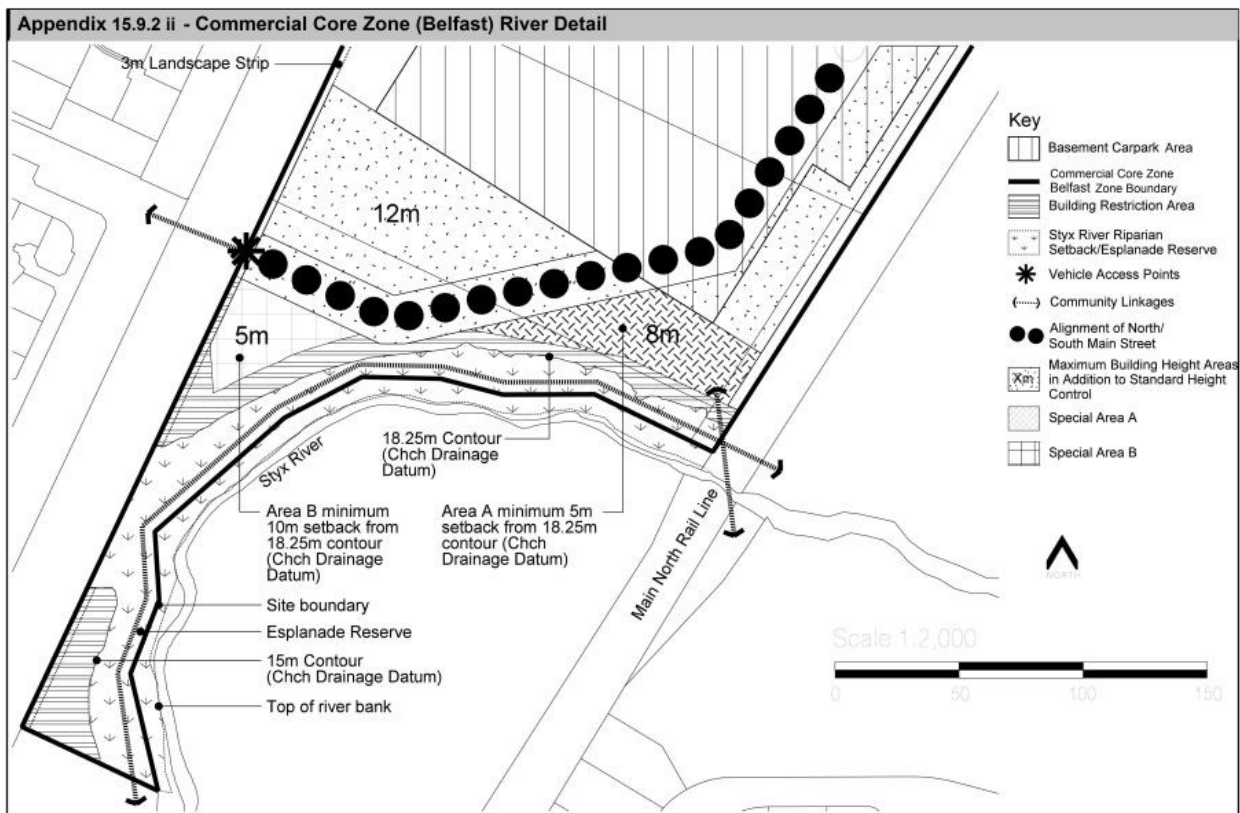 Appendix 15.9.2 ii - Commercial Core Zone (Belfast) River Detail
3m Landscape Strip
12m
5m
8m
18.25m Contour
(Chch Drainage
Datum)
Styx River
Area B minimum
10m setback from
18.25m contour
(Chch Drainage
Datum)
Area A minimum 5m
setback from 18.25m
contour (Chch
Drainage Datum)
Main North Rail Line
Site boundary
Esplanade Reserve
15m Contour
(Chch Drainage Datum)
Top of river bank
Key
Basement Carpark Area
Commercial Core Zone
Belfast Zone Boundary
Building Restriction Area
Styx River Riparian
Setback/Esplanade Reserve
Vehicle Access Points
Community Linkages
Alignment of North/
South Main Street
Xm
Maximum Building Height Areas
in Addition to Standard Height
Control
Special Area A
Special Area B
NORTH
Scale 1:2,000
0 50 100 150